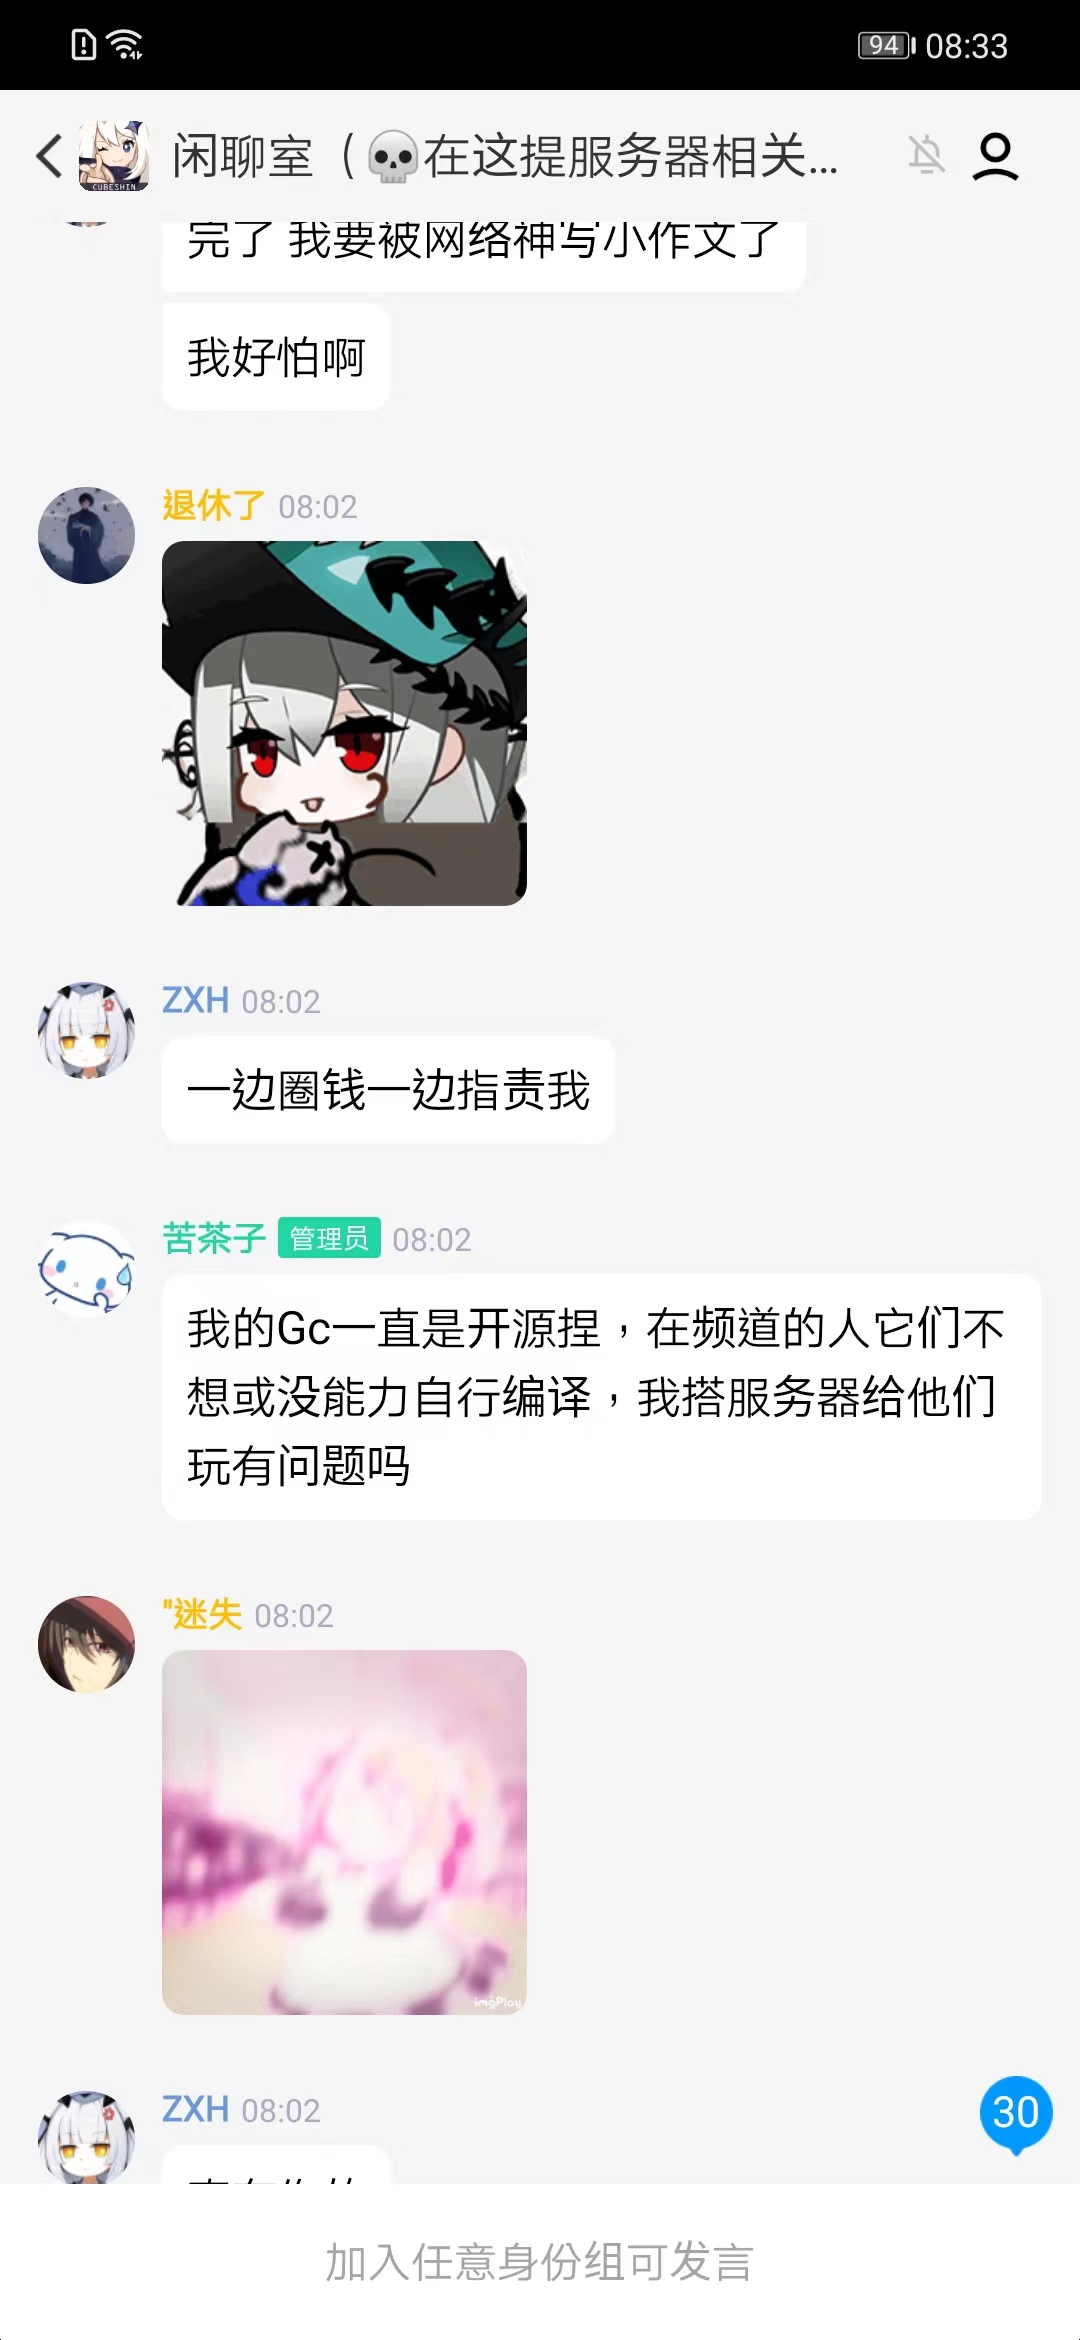 94 08:33
CUBESHIN
闲聊室（💀在这提服务器相关...
完了 我要被网络神写小作文了
我好怕啊
退休了 08:02
ZXH 08:02
一边圈钱一边指责我
苦茶子 管理员 08:02
我的Gc一直是开源捏，在频道的人它们不
想或没能力自行编译，我搭服务器给他们
玩有问题吗
"迷失 08:02
imgPlay
ZXH 08:02
30
加入任意身份组可发言